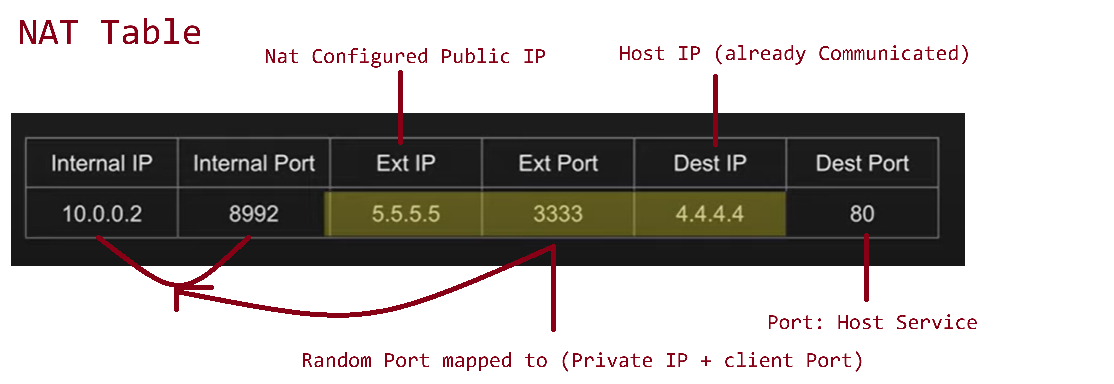 NAT Table
Nat Configured Public IP
Host IP (already Communicated)
Internal IP Internal Port Ext IP Ext Port Dest IP Dest Port
10.0.0.2 8992 5.5.5.5 3333 4.4.4.4 80
Port: Host Service
Random Port mapped to (Private IP + client Port)